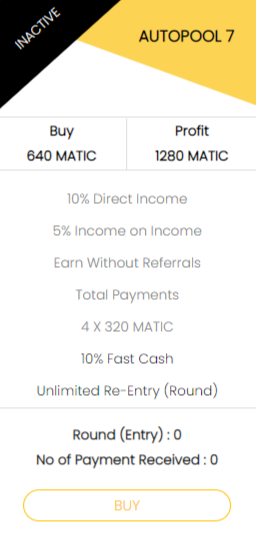 INACTIVE
AUTOPOOL 7
Buy
Profit
640 MATIC
1280 MATIC
10% Direct Income
5% Income on Income
Earn Without Referrals
Total Payments
4 X 320 MATIC
10% Fast Cash
Unlimited Re-Entry (Round)
Round (Entry) : 0
No of Payment Received : 0
BUY